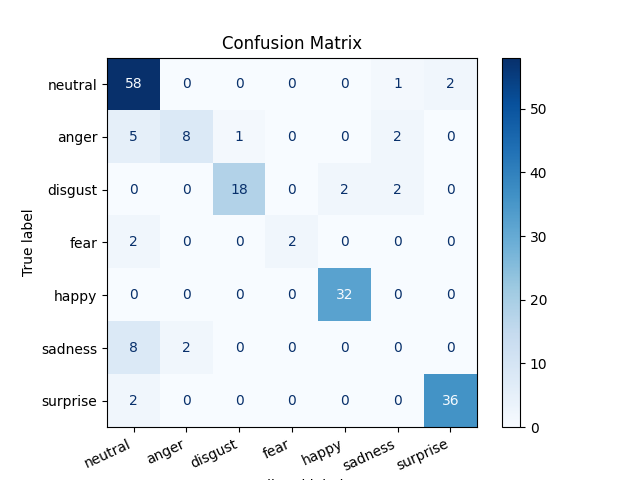 Confusion Matrix
neutral 58 0 0 0 0 1 2
anger 5 8 1 0 0 2 0
disgust 0 0 18 0 2 2 0
fear 2 0 0 2 0 0 0
happy 0 0 0 0 32 0 0
sadness 8 2 0 0 0 0 0
surprise 2 0 0 0 0 0 36
True label
neutral anger disgust fear happy sadness surprise
50
40
30
20
10
0